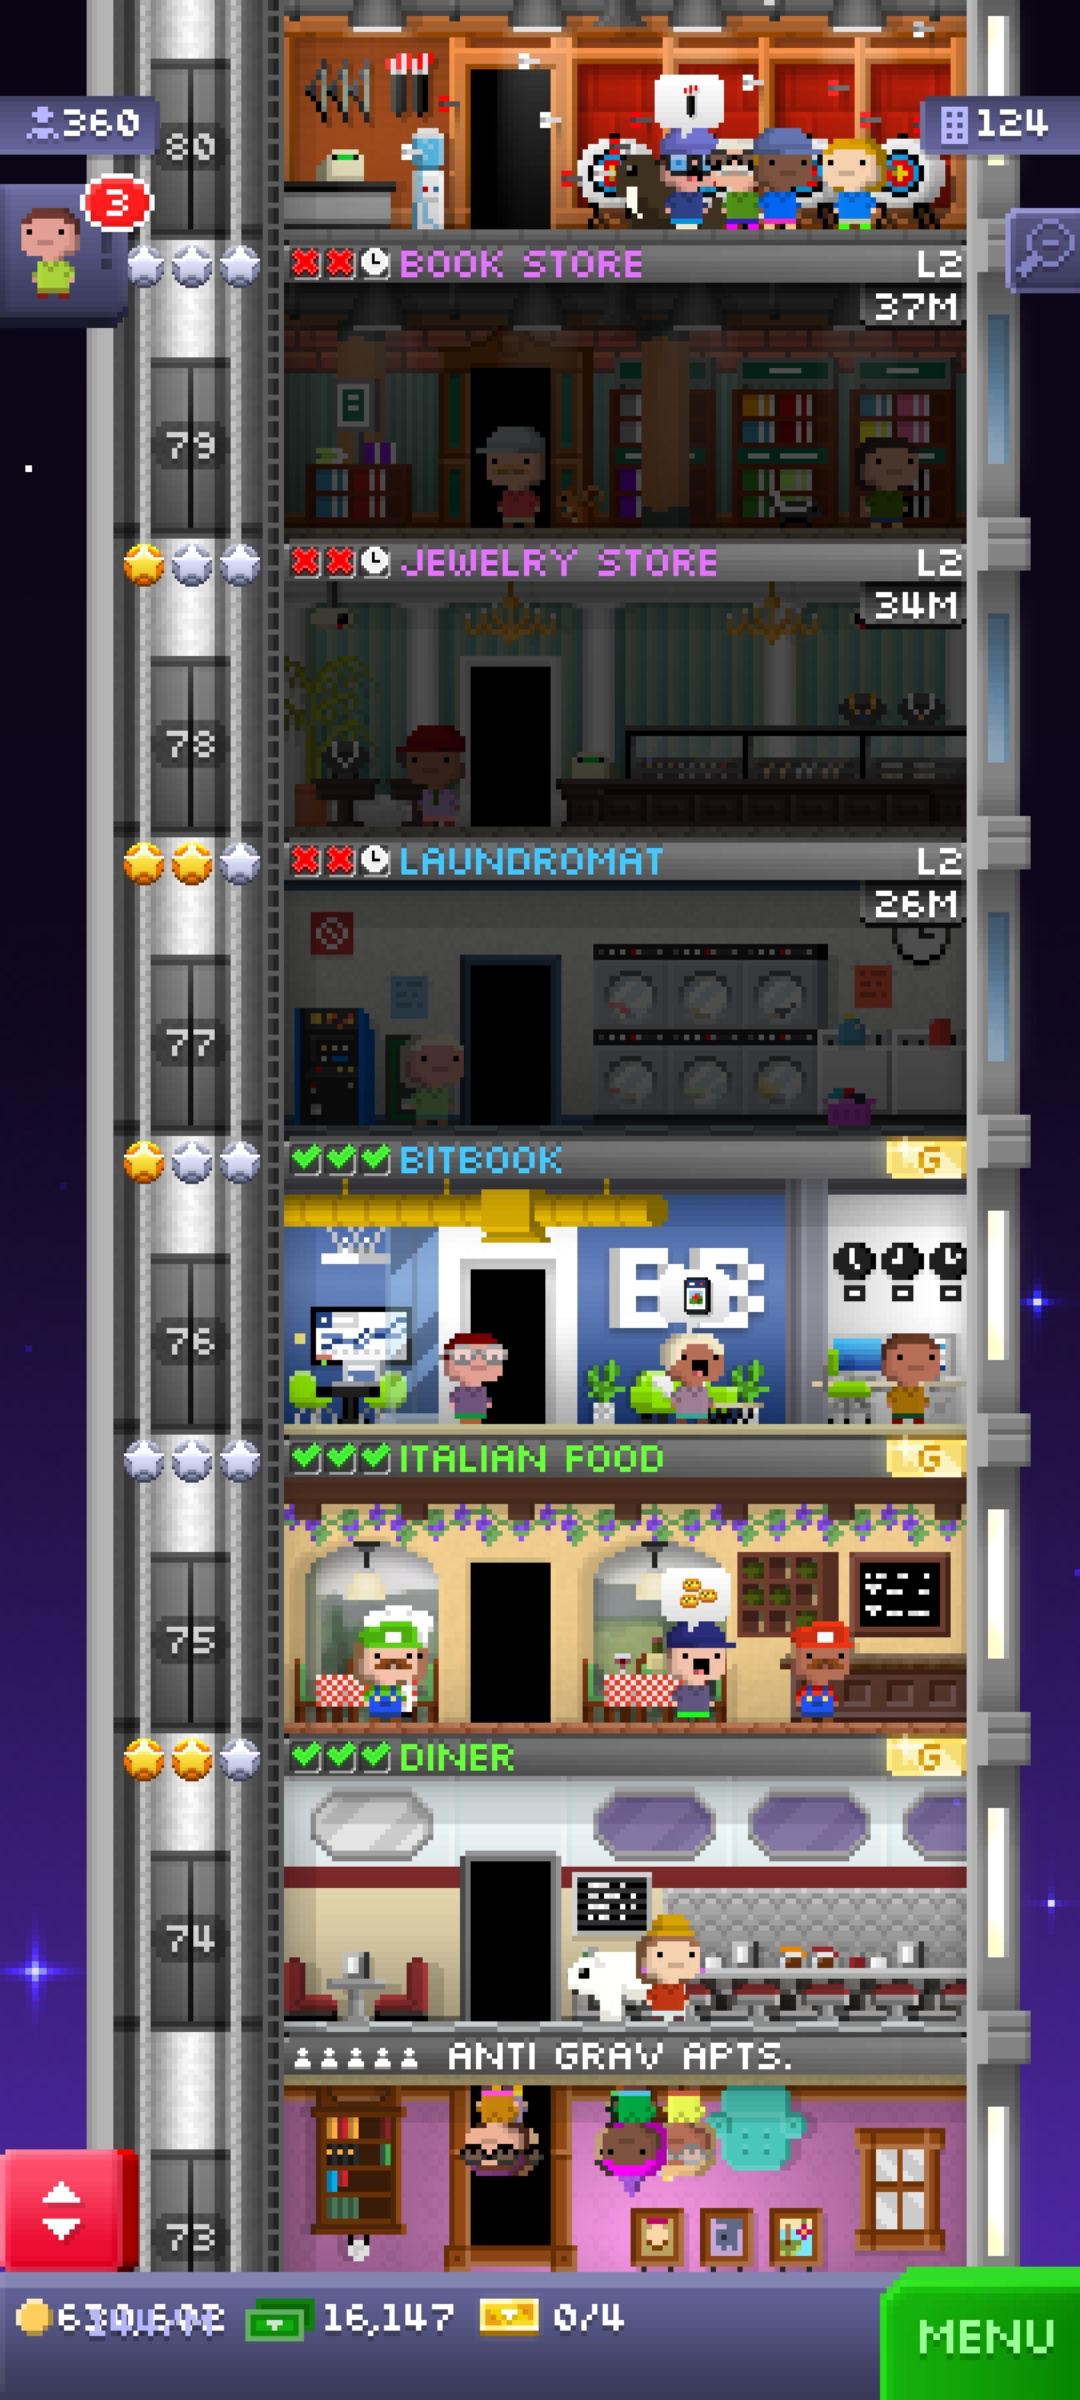 360
124
80
3
BOOK STORE L2
37M
79
JEWELRY STORE L2
34M
78
LAUNDROMAT L2
26M
77
BITBOOK G
76
ITALIAN FOOD G
75
DINER G
74
ANTI GRAV APTS.
73
16,147
0/4
MENU